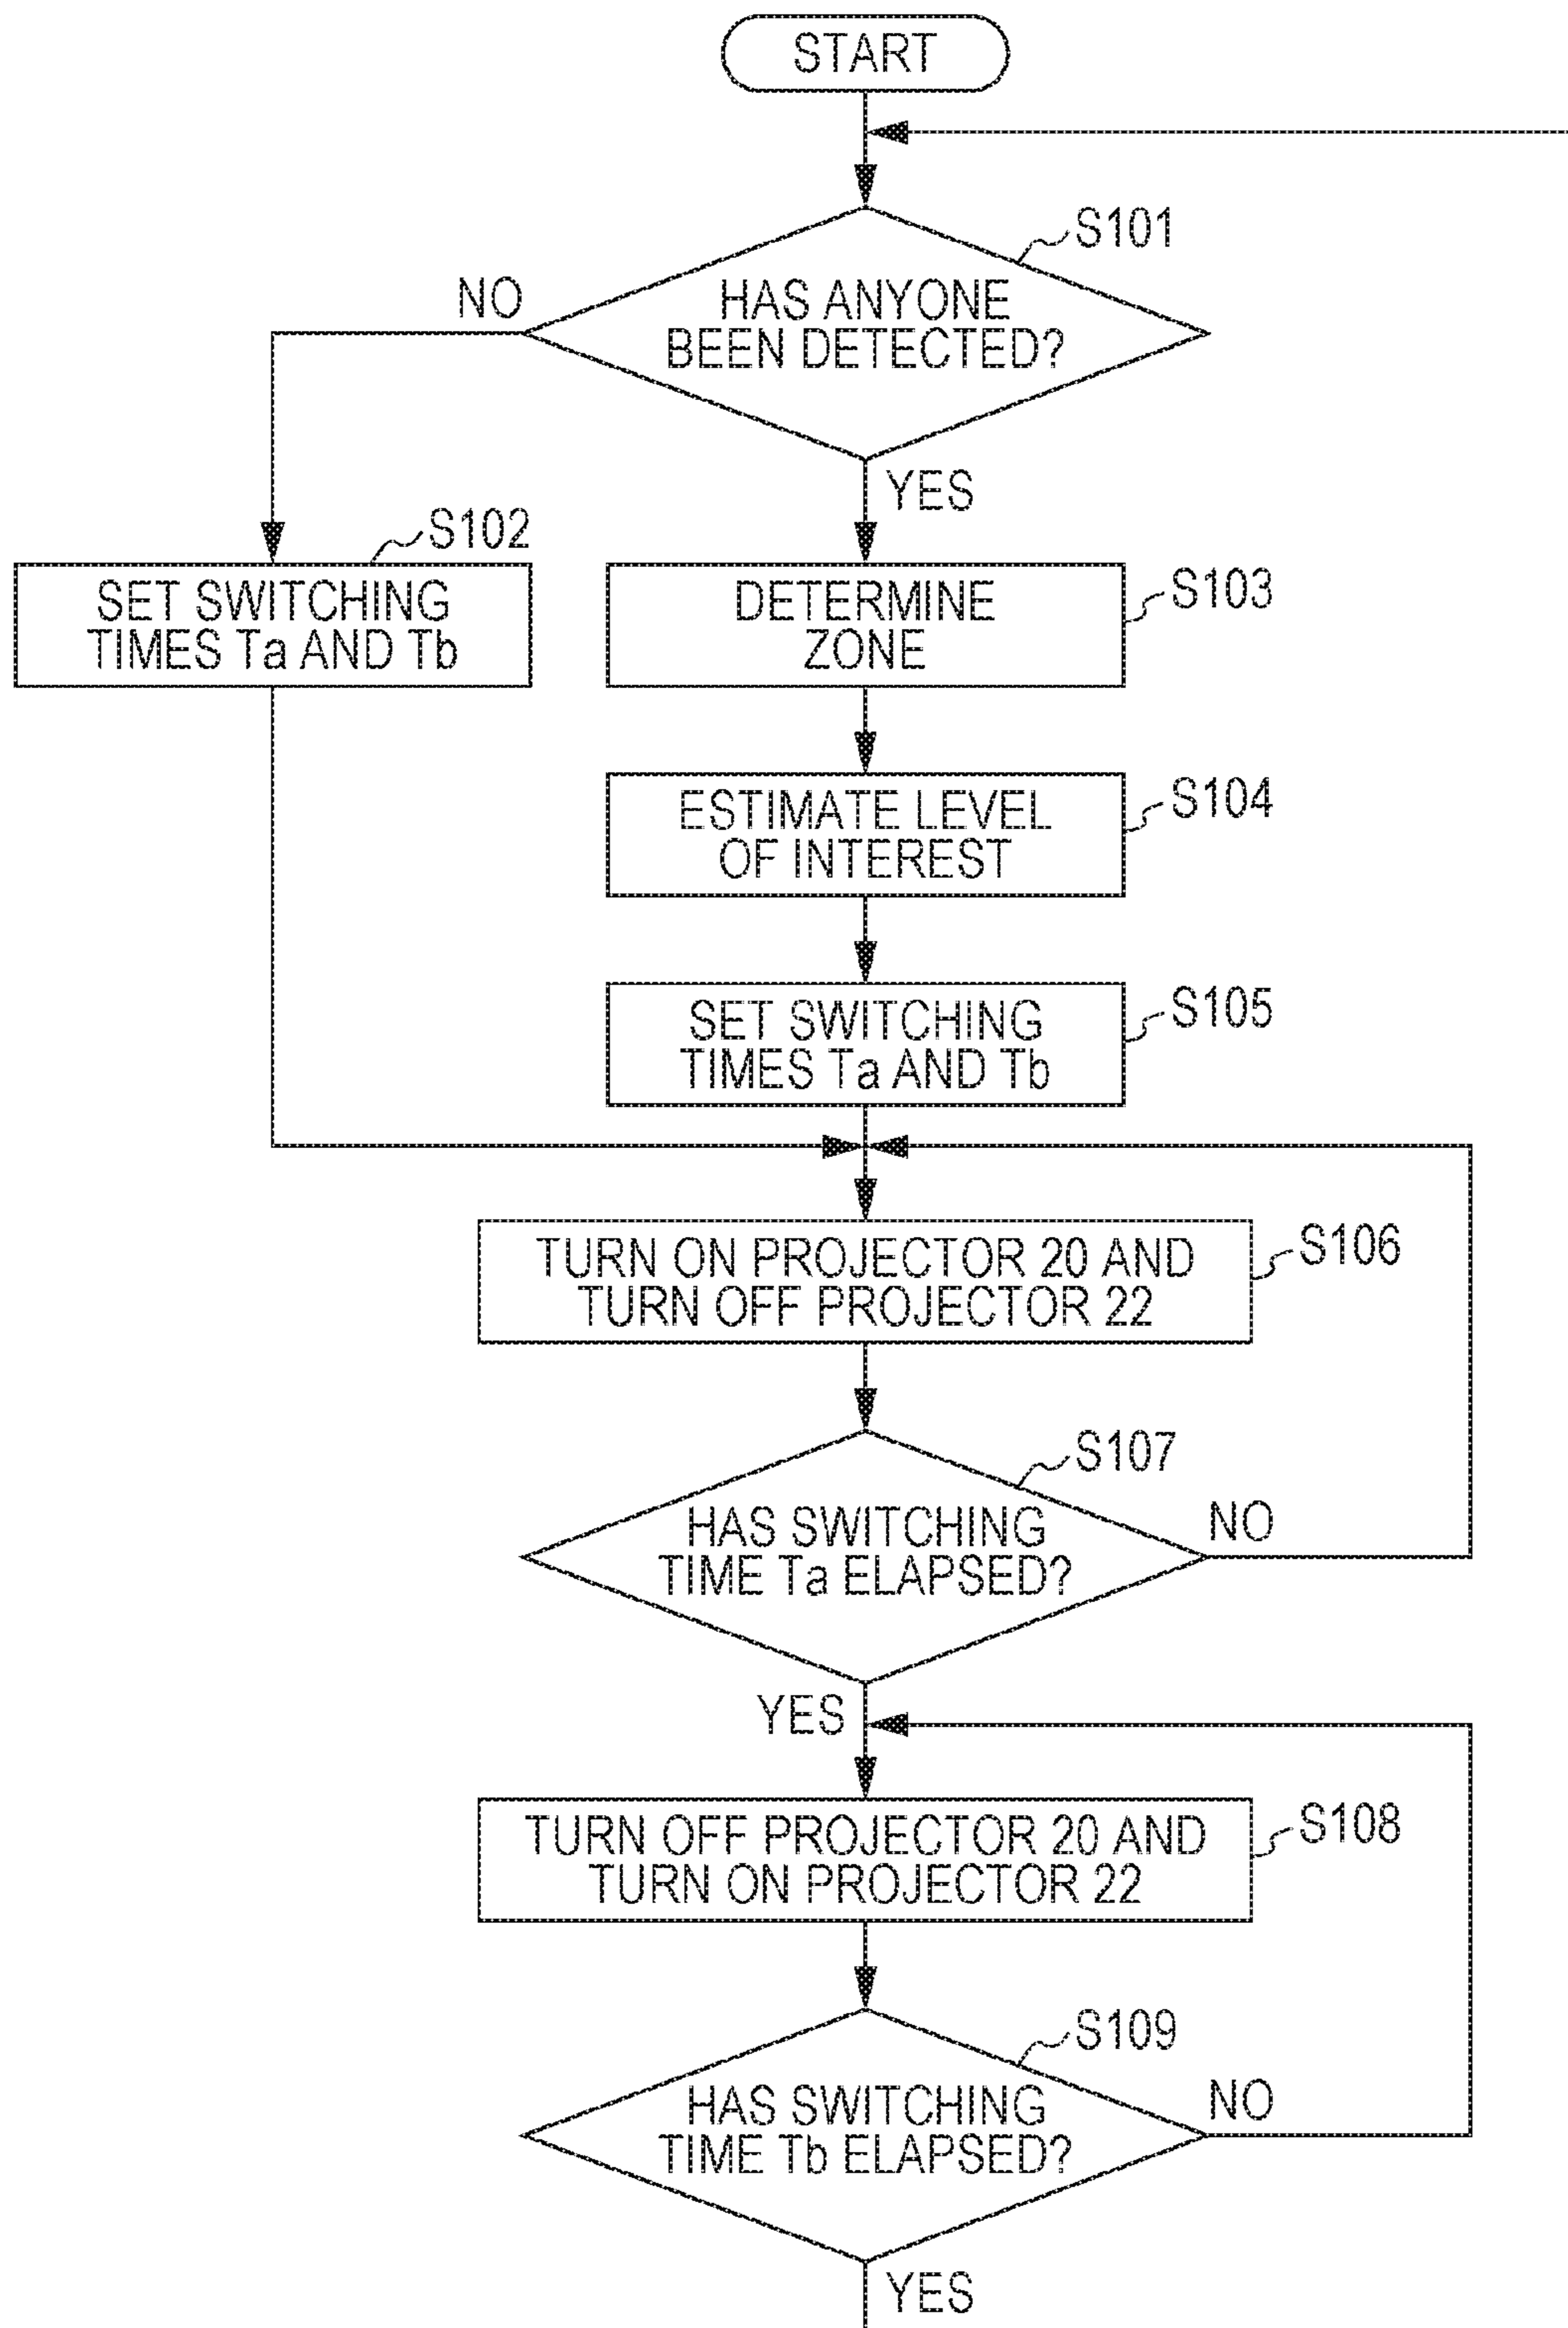 START
S101
HAS ANYONE
BEEN DETECTED?
NO
YES
S102
SET SWITCHING
TIMES Ta AND Tb
S103
DETERMINE
ZONE
S104
ESTIMATE LEVEL
OF INTEREST
S105
SET SWITCHING
TIMES Ta AND Tb
S106
TURN ON PROJECTOR 20 AND
TURN OFF PROJECTOR 22
S107
HAS SWITCHING
TIME Ta ELAPSED?
NO
YES
S108
TURN OFF PROJECTOR 20 AND
TURN ON PROJECTOR 22
S109
HAS SWITCHING
TIME Tb ELAPSED?
NO
YES